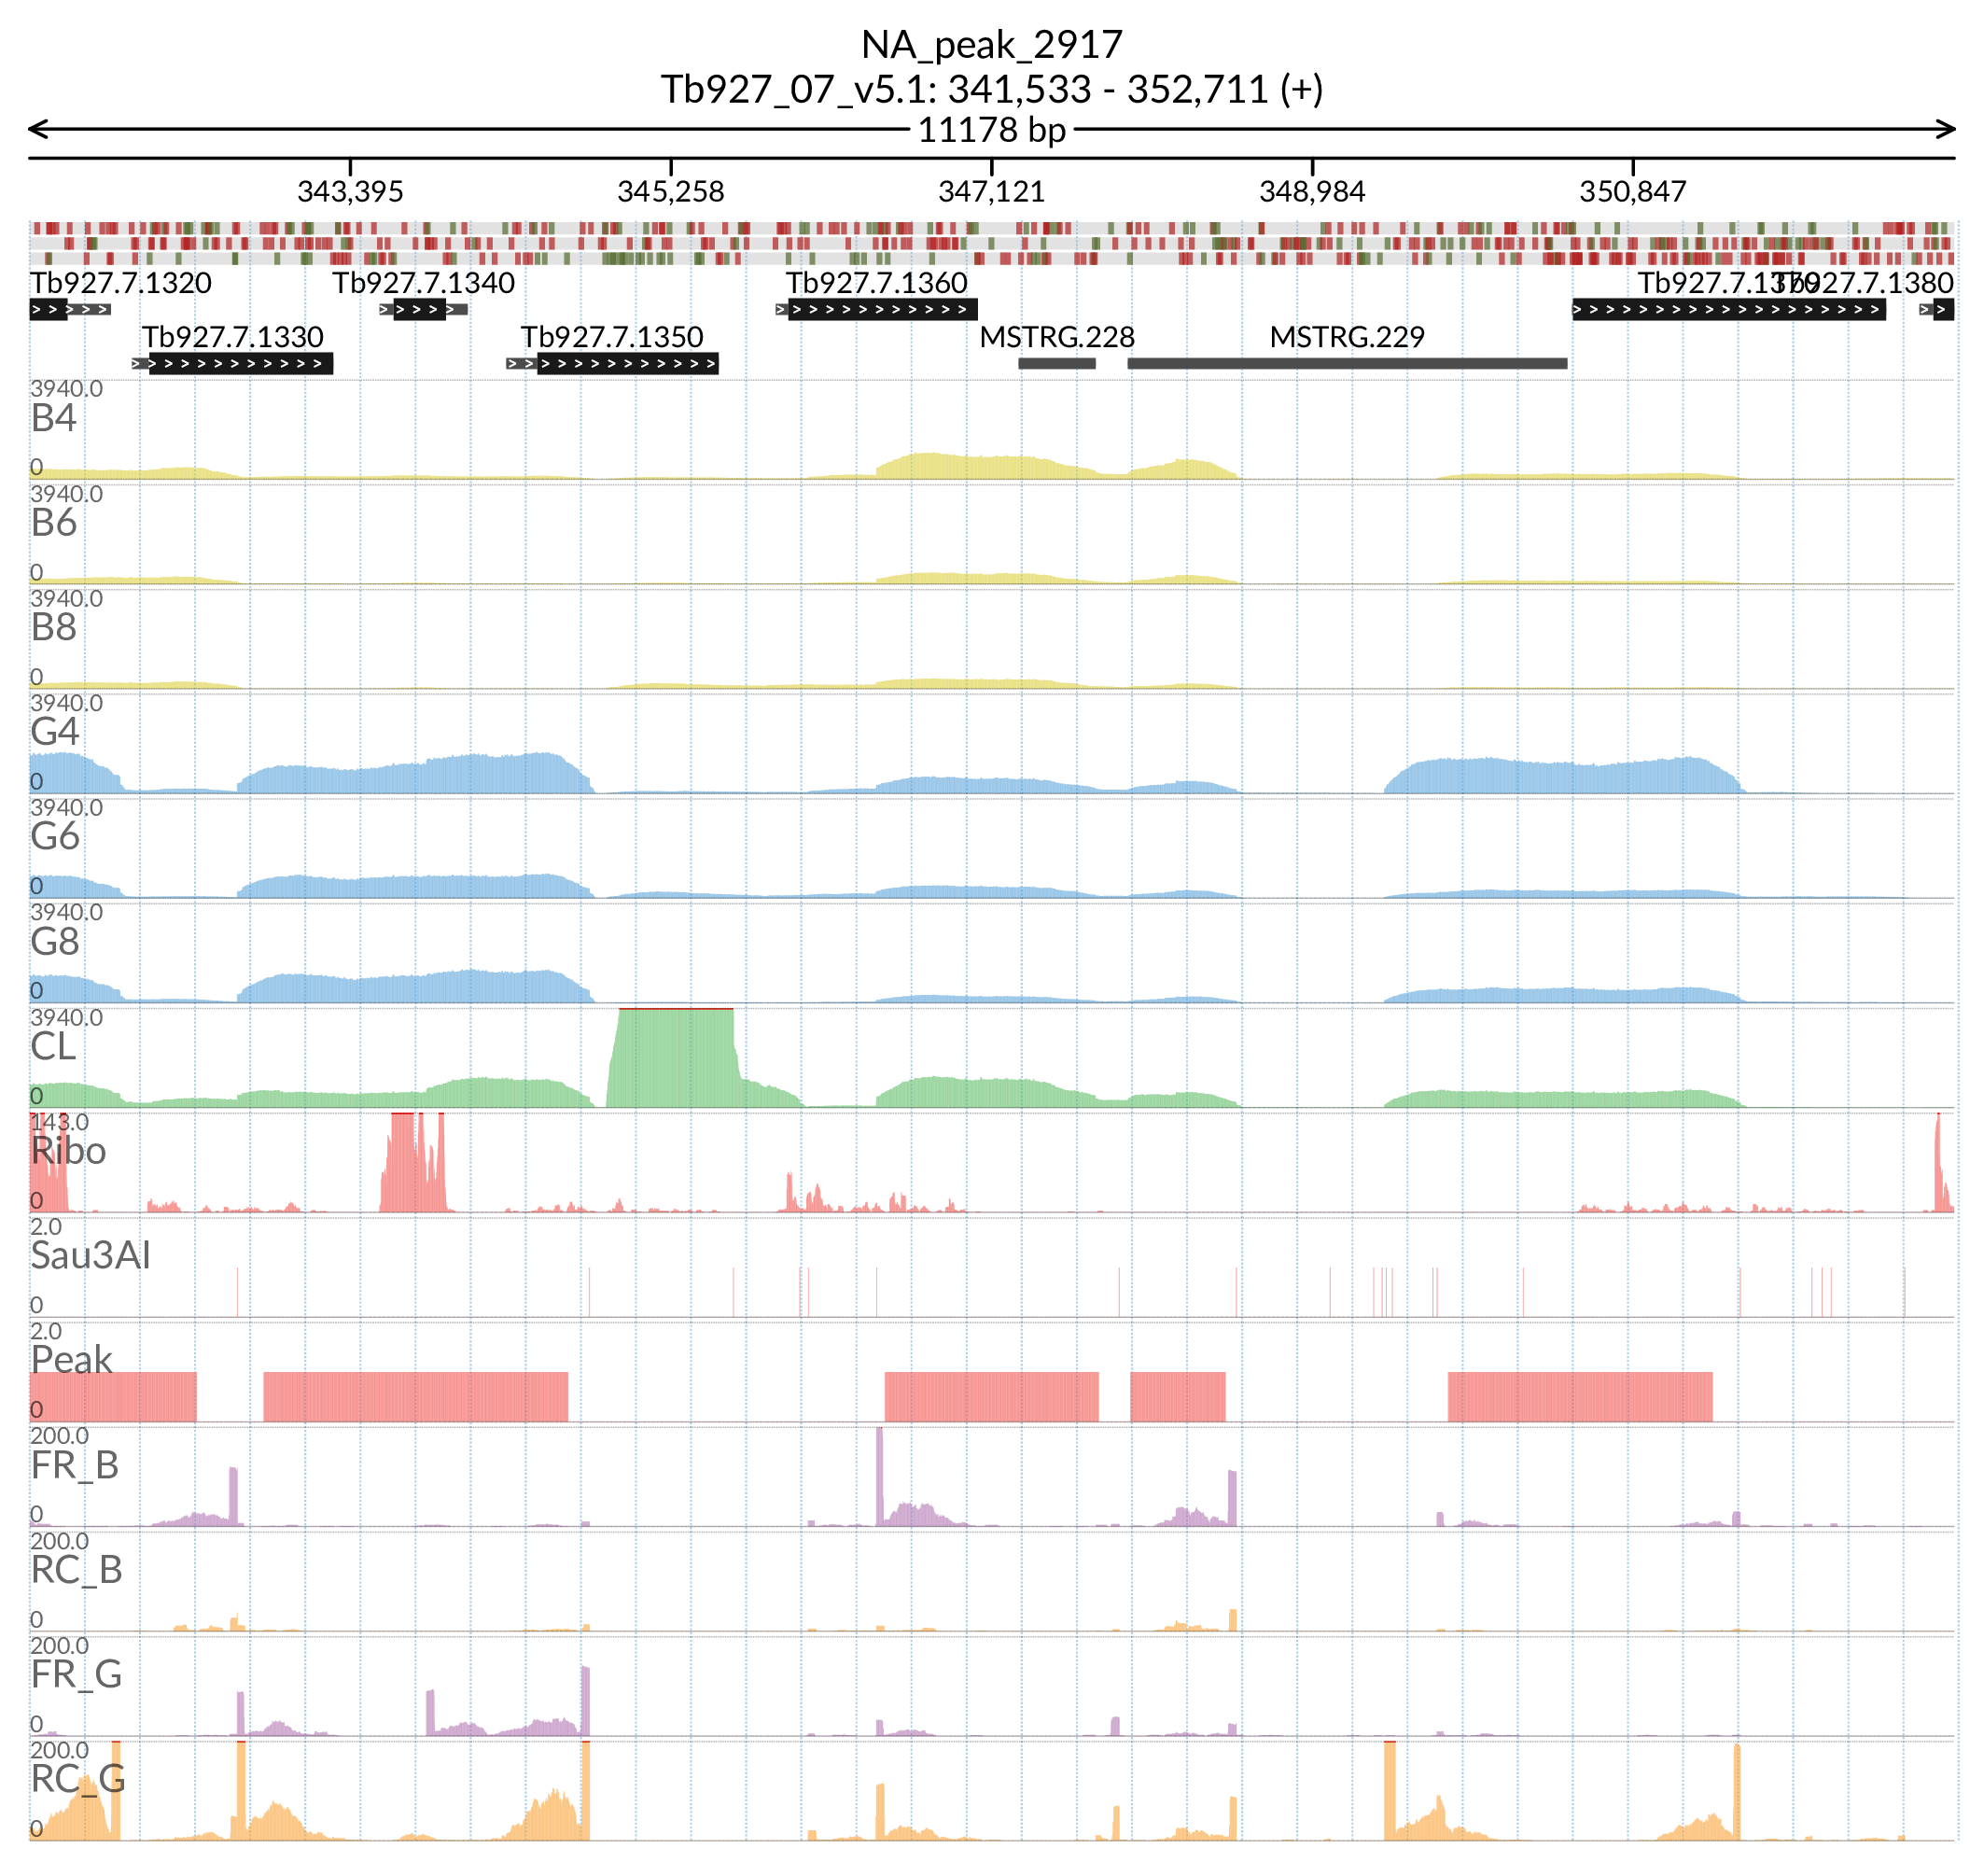 NA_peak_2917
Tb927_07_v5.1: 341,533 - 352,711 (+)
11178 bp
343,395 345,258 347,121 348,984 350,847
Tb927.7.1320 Tb927.7.1340 Tb927.7.1360 Tb927.7.1370 Tb927.7.1380
Tb927.7.1330 Tb927.7.1350 MSTRG.228 MSTRG.229
3940.0
B4
0
3940.0
B6
0
3940.0
B8
0
3940.0
G4
0
3940.0
G6
0
3940.0
G8
0
3940.0
CL
0
143.0
Ribo
0
2.0
Sau3AI
0
2.0
Peak
0
200.0
FR_B
0
200.0
RC_B
0
200.0
FR_G
0
200.0
RC_G
0